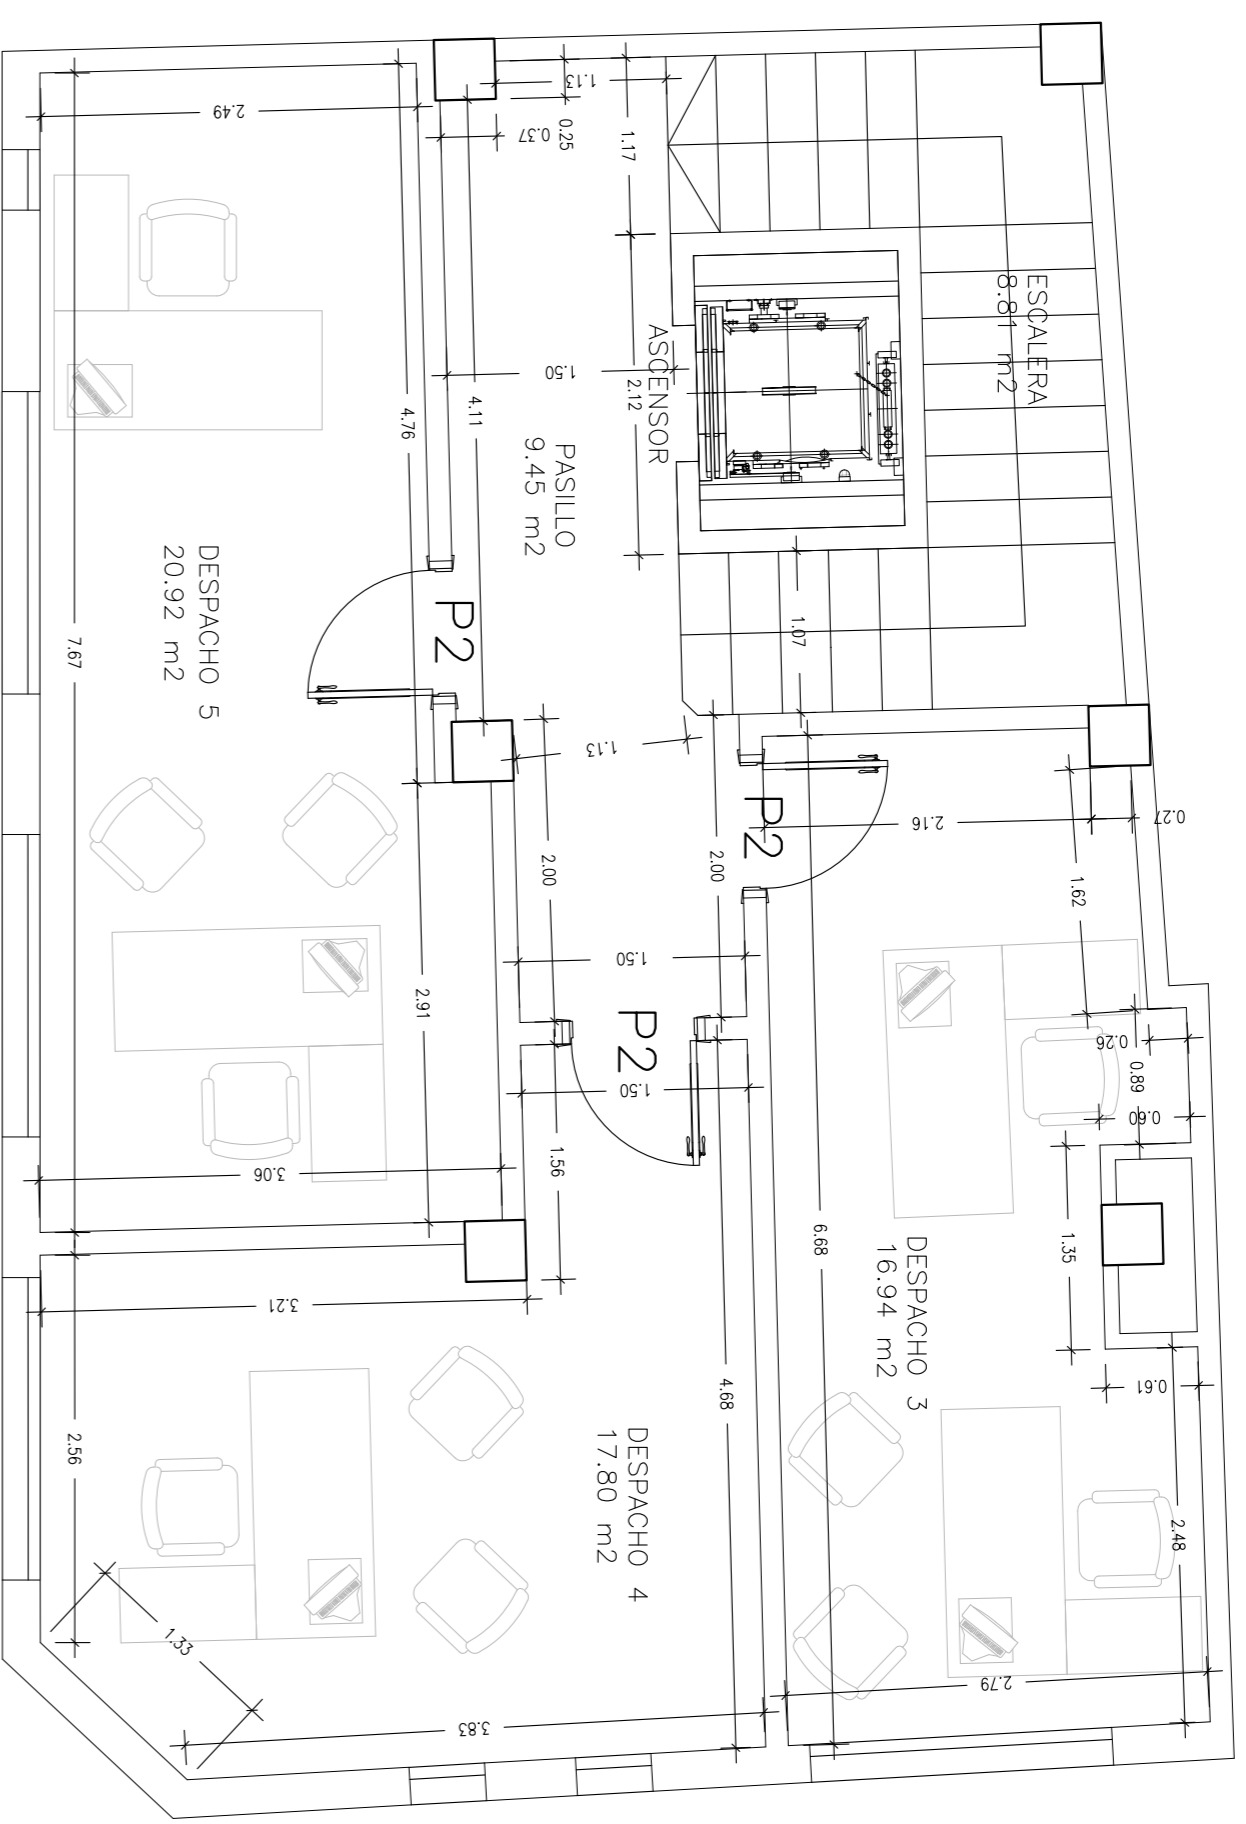 ESCALERA
8.81 m2
ASCENSOR
PASILLO
9.45 m2
DESPACHO 5
20.92 m2
DESPACHO 3
16.94 m2
DESPACHO 4
17.80 m2
P2
P2
P2
2.49
1.13
0.25
0.37
1.17
1.50
2.12
4.11
4.76
7.67
1.07
1.13
2.00
2.00
2.16
0.27
1.62
1.50
2.91
0.26
0.89
0.60
1.50
1.56
3.06
1.35
6.68
3.21
0.61
4.68
2.56
2.48
1.33
2.79
3.83